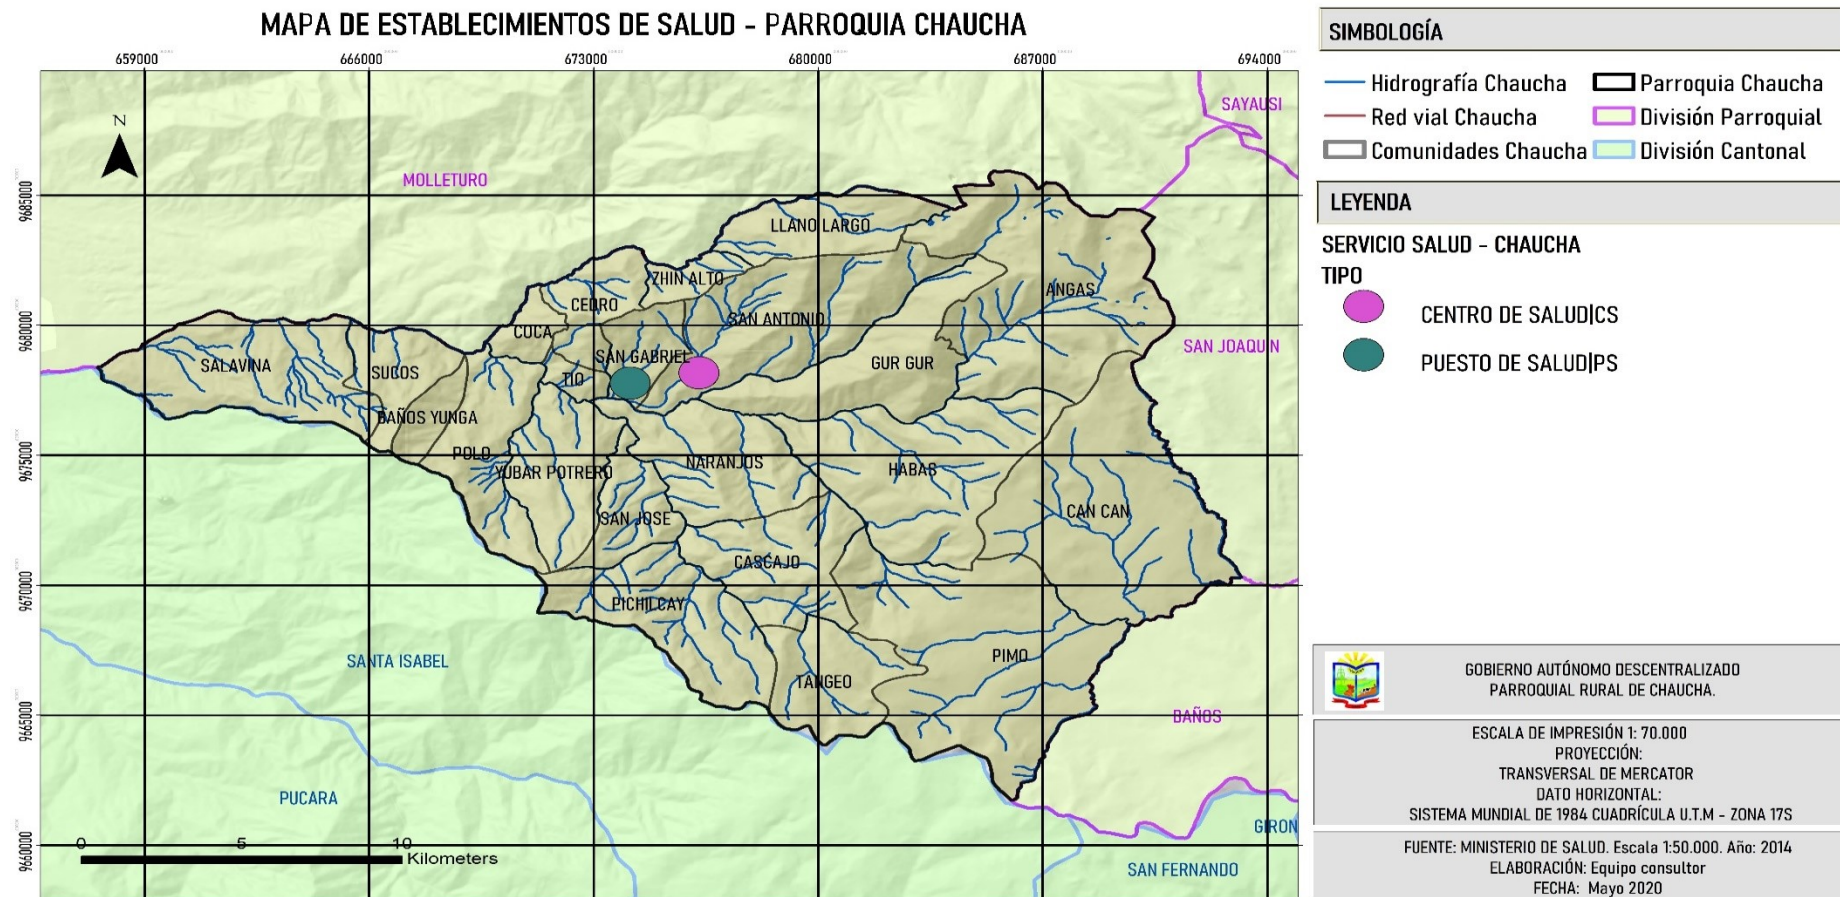 MAPA DE ESTABLECIMIENTOS DE SALUD - PARROQUIA CHAUCHA
659000 666000 673000 680000 687000 694000
N
9685000
9680000
9675000
9670000
9665000
9660000
SAYAUSI
MOLLETURO
LLANO LARGO
ZHIN ALTO
ANGAS
CEDRO
SAN ANTONIO
COCA
SAN JOAQUIN
SAN GABRIEL
GUR GUR
SALAVINA
SUCOS
TIO
BAÑOS YUNGA
POLO
YUBAR POTRERO
NARANJOS
HABAS
SAN JOSE
CAN CAN
CASCAJO
PICHILCAY
PIMO
SANTA ISABEL
TANGEO
BAÑOS
PUCARA
GIRON
SAN FERNANDO
0 5 10
Kilometers
SIMBOLOGÍA
Hidrografía Chaucha
Red vial Chaucha
Comunidades Chaucha
Parroquia Chaucha
División Parroquial
División Cantonal
LEYENDA
SERVICIO SALUD - CHAUCHA
TIPO
CENTRO DE SALUD|CS
PUESTO DE SALUD|PS
GOBIERNO AUTÓNOMO DESCENTRALIZADO
PARROQUIAL RURAL DE CHAUCHA.
ESCALA DE IMPRESIÓN 1: 70.000
PROYECCIÓN:
TRANSVERSAL DE MERCATOR
DATO HORIZONTAL:
SISTEMA MUNDIAL DE 1984 CUADRÍCULA U.T.M - ZONA 17S
FUENTE: MINISTERIO DE SALUD. Escala 1:50.000. Año: 2014
ELABORACIÓN: Equipo consultor
FECHA: Mayo 2020